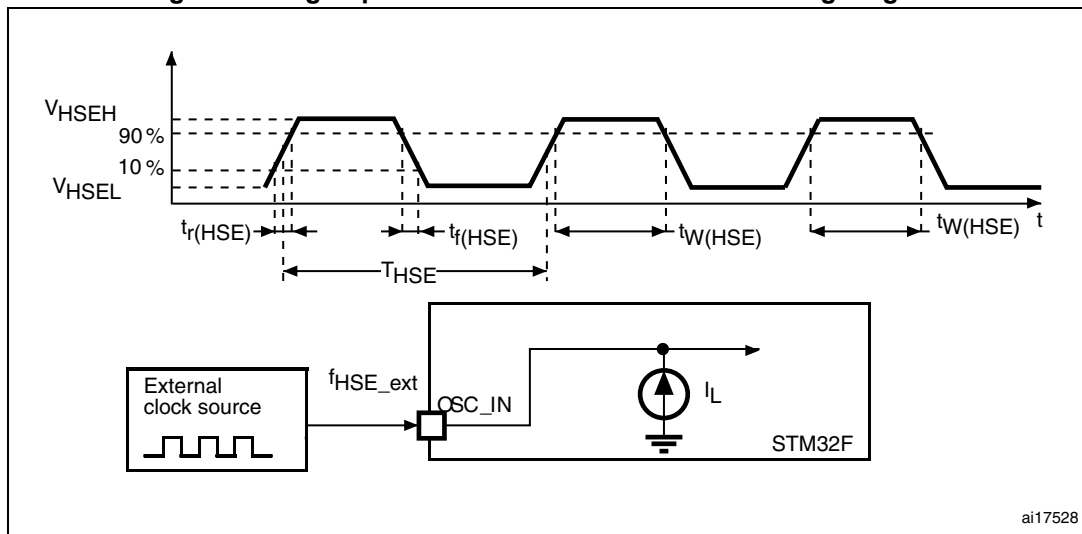 VHSEH
90 %
10 %
VHSEL
tr(HSE)
tf(HSE)
tW(HSE)
tW(HSE)
t
THSE
External
clock source
fHSE_ext
OSC_IN
IL
STM32F
ai17528